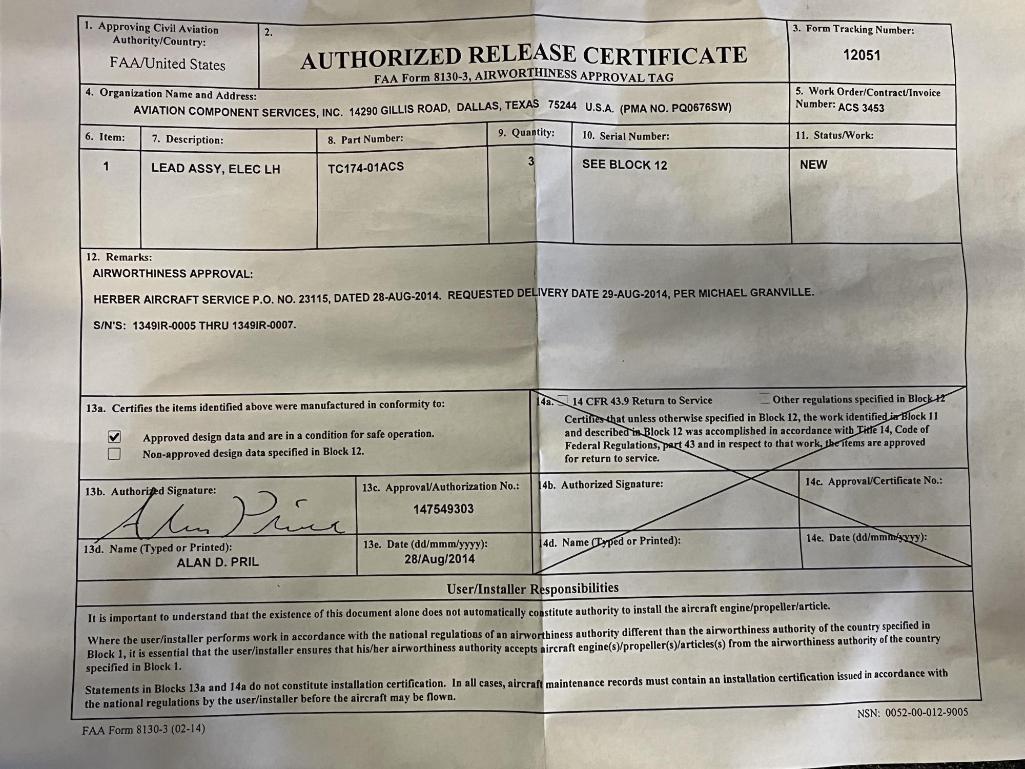 1. Approving Civil Aviation
Authority/Country:
FAA/United States
2.
AUTHORIZED RELEASE CERTIFICATE
FAA Form 8130-3, AIRWORTHINESS APPROVAL TAG
3. Form Tracking Number:
12051
4. Organization Name and Address:
AVIATION COMPONENT SERVICES, INC. 14290 GILLIS ROAD, DALLAS, TEXAS 75244 U.S.A. (PMA NO. PQ0676SW)
5. Work Order/Contract/Invoice
Number: ACS 3453
6. Item:
7. Description:
8. Part Number:
9. Quantity:
10. Serial Number:
11. Status/Work:
1
LEAD ASSY, ELEC LH
TC174-01ACS
3
SEE BLOCK 12
NEW
12. Remarks:
AIRWORTHINESS APPROVAL:
HERBER AIRCRAFT SERVICE P.O. NO. 23115, DATED 28-AUG-2014. REQUESTED DELIVERY DATE 29-AUG-2014, PER MICHAEL GRANVILLE.
S/N'S: 1349IR-0005 THRU 1349IR-0007.
13a. Certifies the items identified above were manufactured in conformity to:
Approved design data and are in a condition for safe operation.
Non-approved design data specified in Block 12.
14a. 14 CFR 43.9 Return to Service
Other regulations specified in Block 12
Certifies that unless otherwise specified in Block 12, the work identified in Block 11
and described in Block 12 was accomplished in accordance with Title 14, Code of
Federal Regulations, part 43 and in respect to that work, the items are approved
for return to service.
13b. Authorized Signature:
Alan Pril
13c. Approval/Authorization No.:
147549303
14b. Authorized Signature:
14c. Approval/Certificate No.:
13d. Name (Typed or Printed):
ALAN D. PRIL
13e. Date (dd/mmm/yyyy):
28/Aug/2014
14d. Name (Typed or Printed):
14e. Date (dd/mmm/yyyy):
User/Installer Responsibilities
It is important to understand that the existence of this document alone does not automatically constitute authority to install the aircraft engine/propeller/article.
Where the user/installer performs work in accordance with the national regulations of an airworthiness authority different than the airworthiness authority of the country specified in
Block 1, it is essential that the user/installer ensures that his/her airworthiness authority accepts aircraft engine(s)/propeller(s)/articles(s) from the airworthiness authority of the country
specified in Block 1.
Statements in Blocks 13a and 14a do not constitute installation certification. In all cases, aircraft maintenance records must contain an installation certification issued in accordance with
the national regulations by the user/installer before the aircraft may be flown.
FAA Form 8130-3 (02-14)
NSN: 0052-00-012-9005